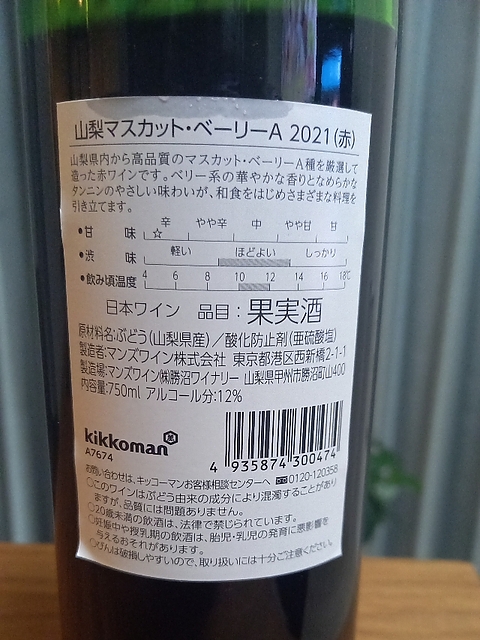 山梨マスカット・ベーリーA 2021(赤)
山梨県内から高品質のマスカット・ベーリーA種を厳選して
造った赤ワインです。ベリー系の華やかな香りとなめらかな
タンニンのやさしい味わいが、和食をはじめさまざまな料理を
引き立てます。
辛 やや辛 中 やや甘 甘
•甘 味 ☆
軽い ほどよい しっかり
•渋 味
•飲み頃温度 4 6 8 10 12 14 16 18℃
日本ワイン 品目:果実酒
原材料名:ぶどう(山梨県産)/酸化防止剤(亜硫酸塩)
製造者:マンズワイン株式会社 東京都港区西新橋2-1-1
製造場:マンズワイン㈱勝沼ワイナリー 山梨県甲州市勝沼町山400
内容量:750ml アルコール分:12%
kikkoman
A7674
4 935874 300474
お問い合わせは、キッコーマンお客様相談センターへ 0120-120358
○このワインはぶどう由来の成分により混濁することがあり
ますが、品質には問題ありません。
○20歳未満の飲酒は、法律で禁じられています。
○妊娠中や授乳期の飲酒は、胎児・乳児の発育に悪影響を
与えるおそれがあります。
○びんは破損しやすいので、取り扱いには十分ご注意ください。